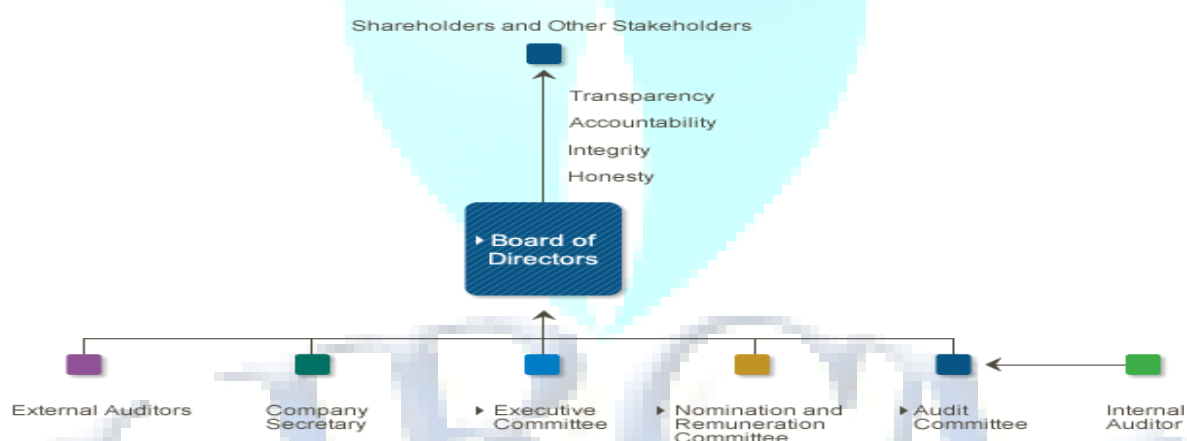 Shareholders and Other Stakeholders
Transparency
Accountability
Integrity
Honesty
Board of
Directors
External Auditors
Company
Secretary
Executive
Committee
Nomination and
Remuneration
Committee
Audit
Committee
Internal
Auditor